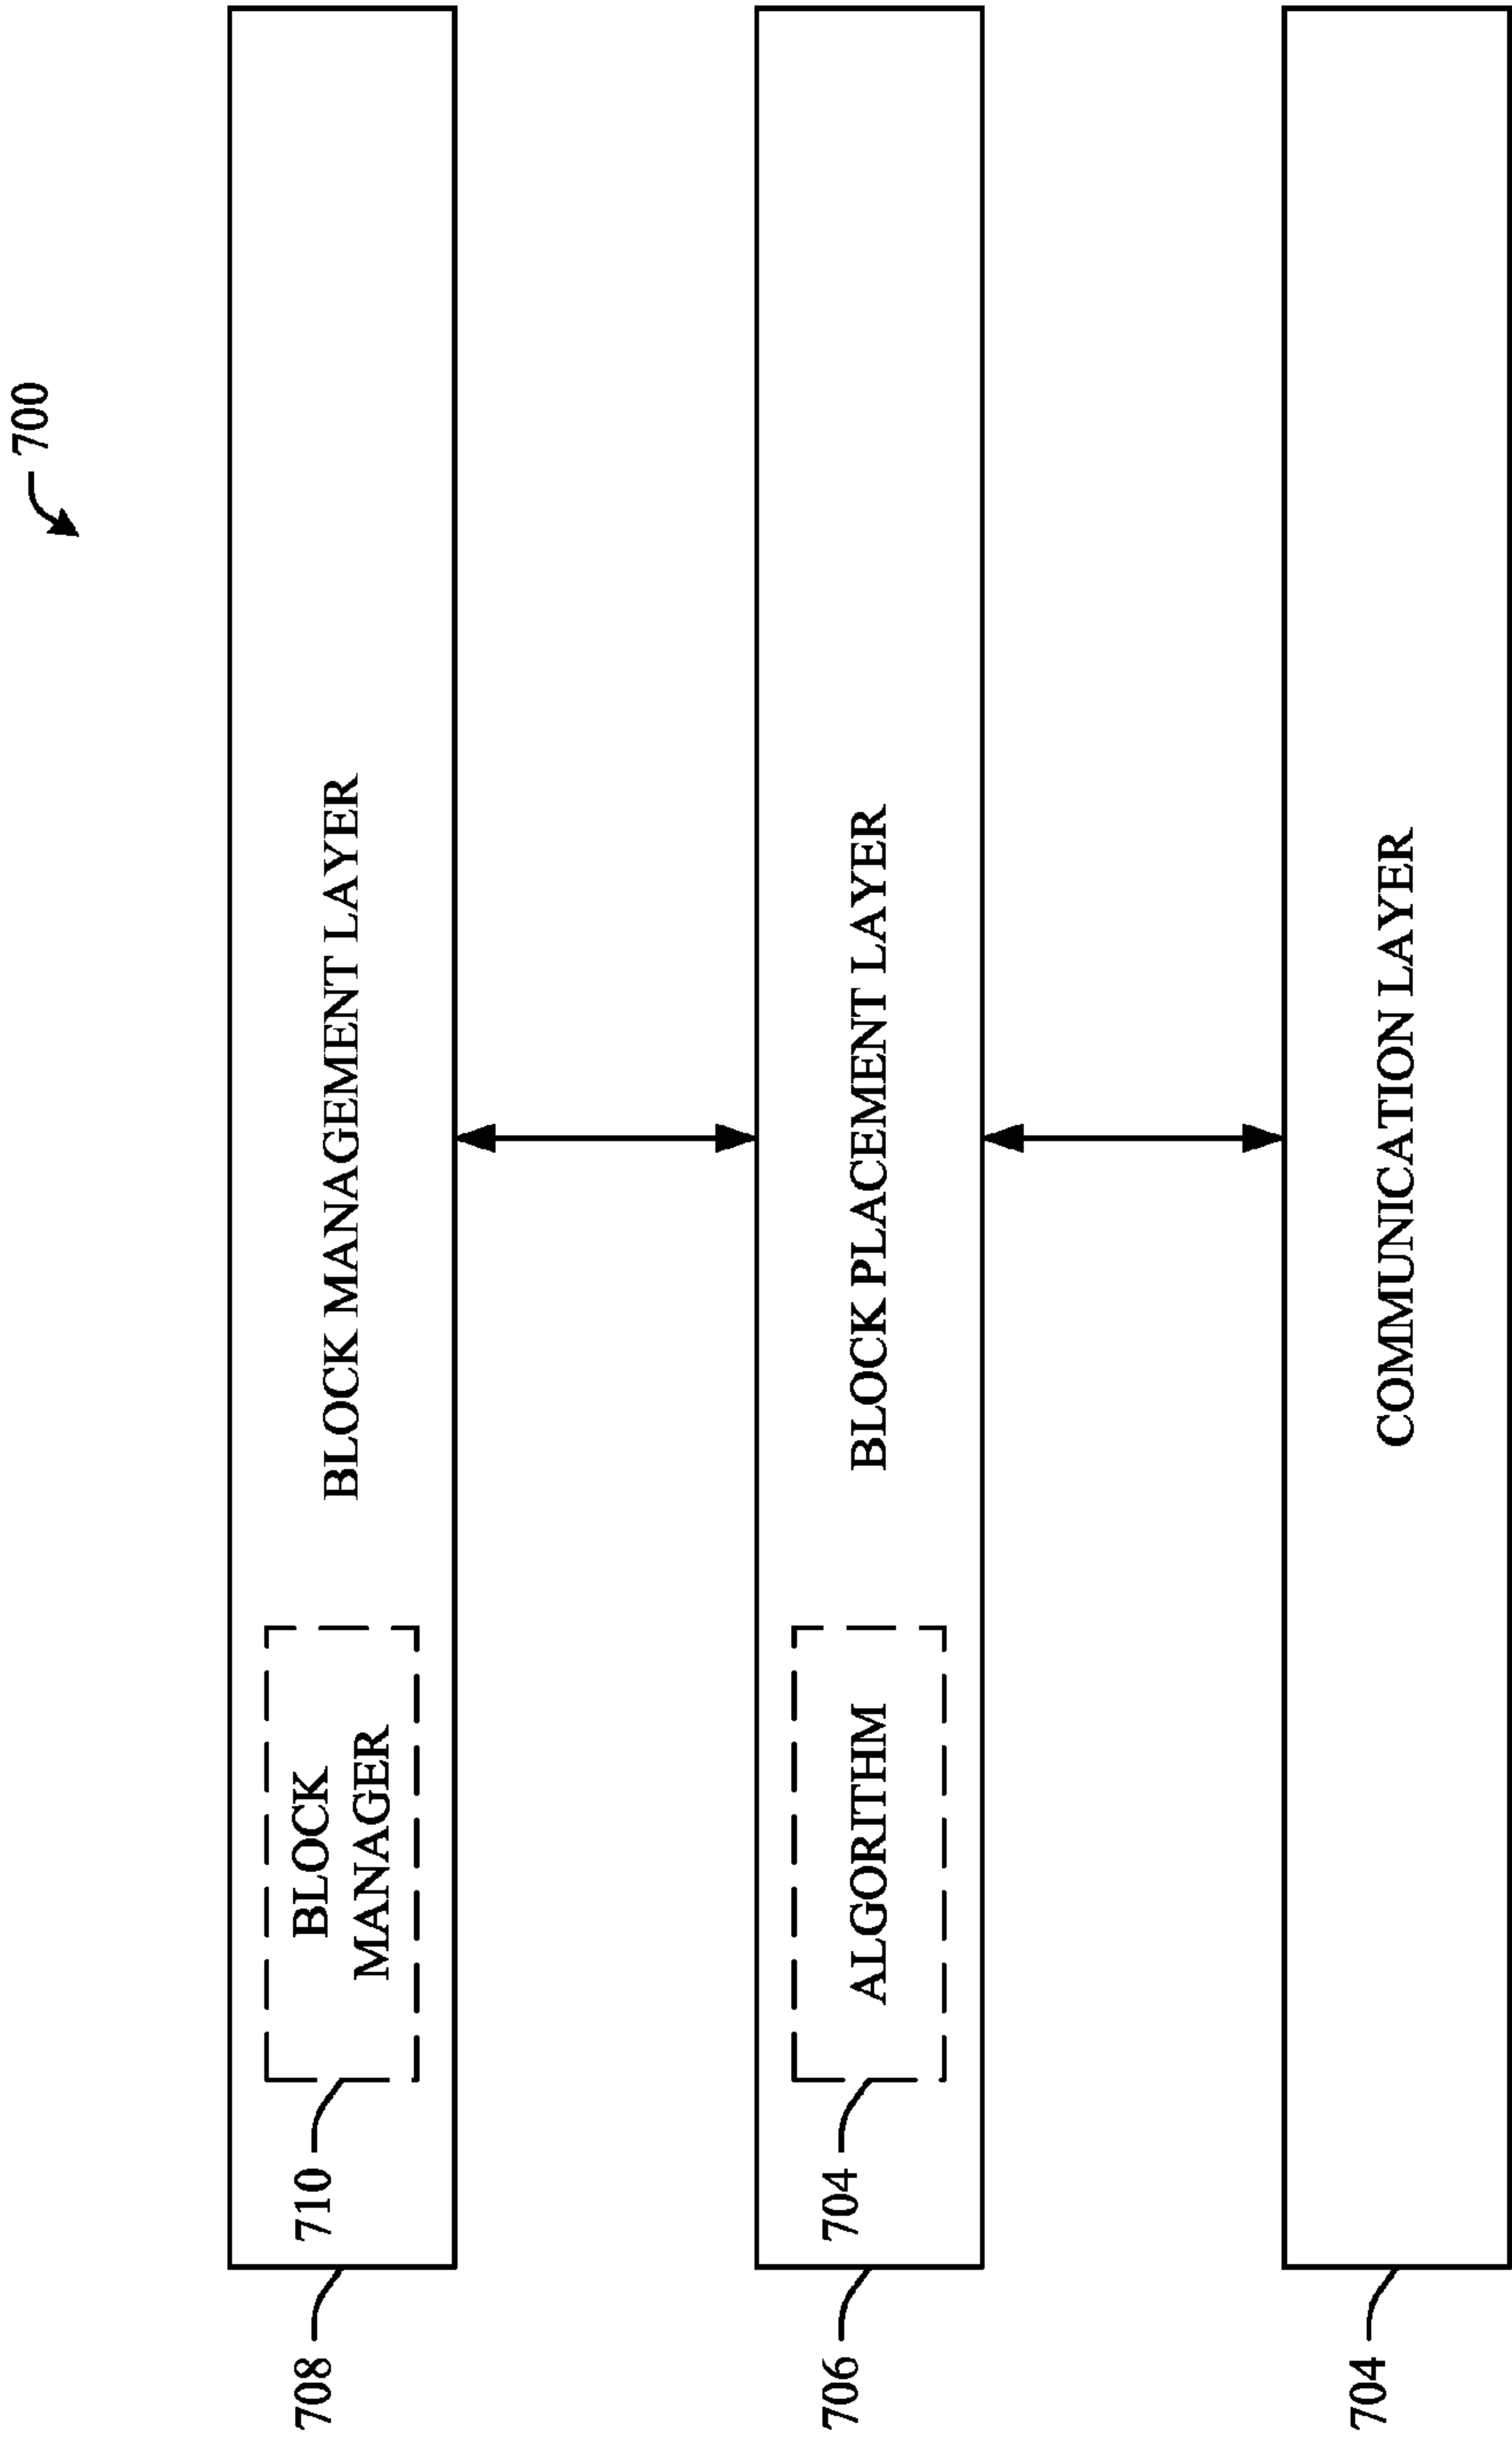 700
BLOCK
MANAGER
BLOCK MANAGEMENT LAYER
710
708
ALGORITHM
BLOCK PLACEMENT LAYER
704
706
COMMUNICATION LAYER
704